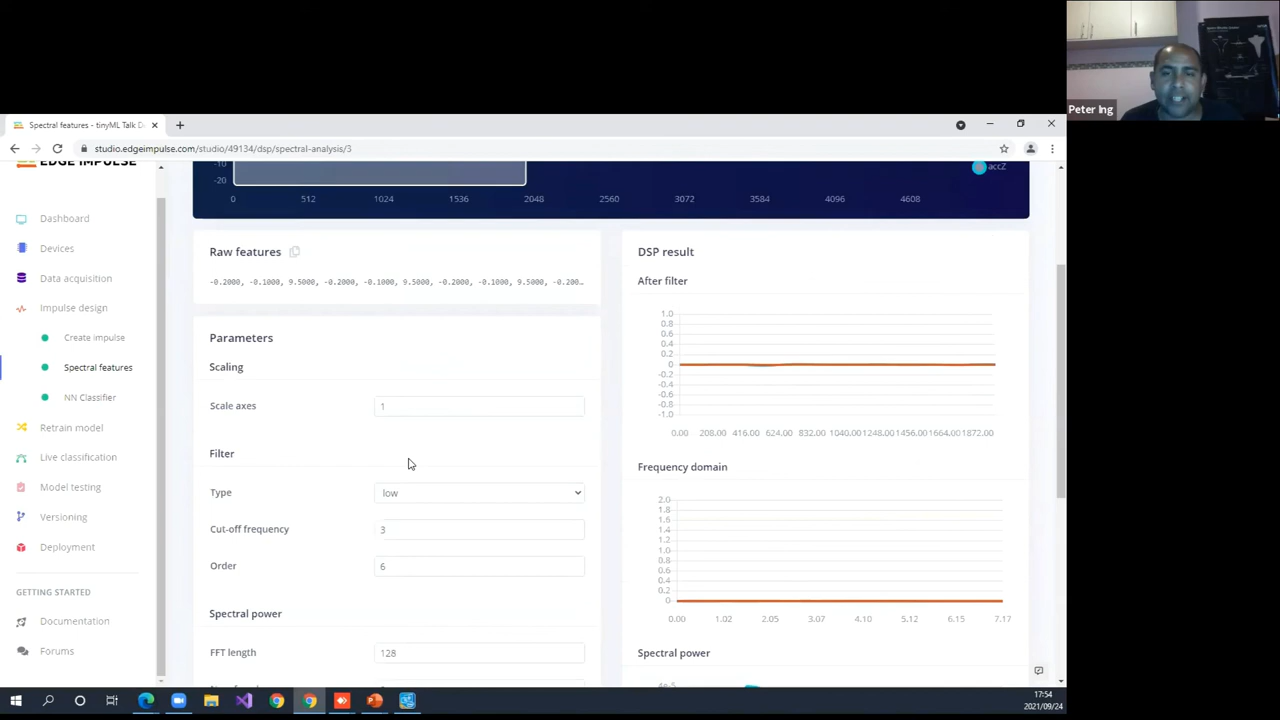 Peter Ing
Spectral features - tinyML Talk D
studio.edgeimpulse.com/studio/49134/dsp/spectral-analysis/3
EDGE IMPULSE
Dashboard
Devices
Data acquisition
Impulse design
Create impulse
Spectral features
NN Classifier
Retrain model
Live classification
Model testing
Versioning
Deployment
GETTING STARTED
Documentation
Forums
-10
-20
0 512 1024 1536 2048 2560 3072 3584 4096 4608
accZ
Raw features
-0.2000, -0.1000, 9.5000, -0.2000, -0.1000, 9.5000, -0.2000, -0.1000, 9.5000, -0.200...
Parameters
Scaling
Scale axes 1
Filter
Type low
Cut-off frequency 3
Order 6
Spectral power
FFT length 128
DSP result
After filter
1.0
0.8
0.6
0.4
0.2
0
-0.2
-0.4
-0.6
-0.8
-1.0
0.00 208.00 416.00 624.00 832.00 1040.00 1248.00 1456.00 1664.00 1872.00
Frequency domain
2.0
1.8
1.6
1.4
1.2
1.0
0.8
0.6
0.4
0.2
0
0.00 1.02 2.05 3.07 4.10 5.12 6.15 7.17
Spectral power
4e-5
17:54
2021/09/24